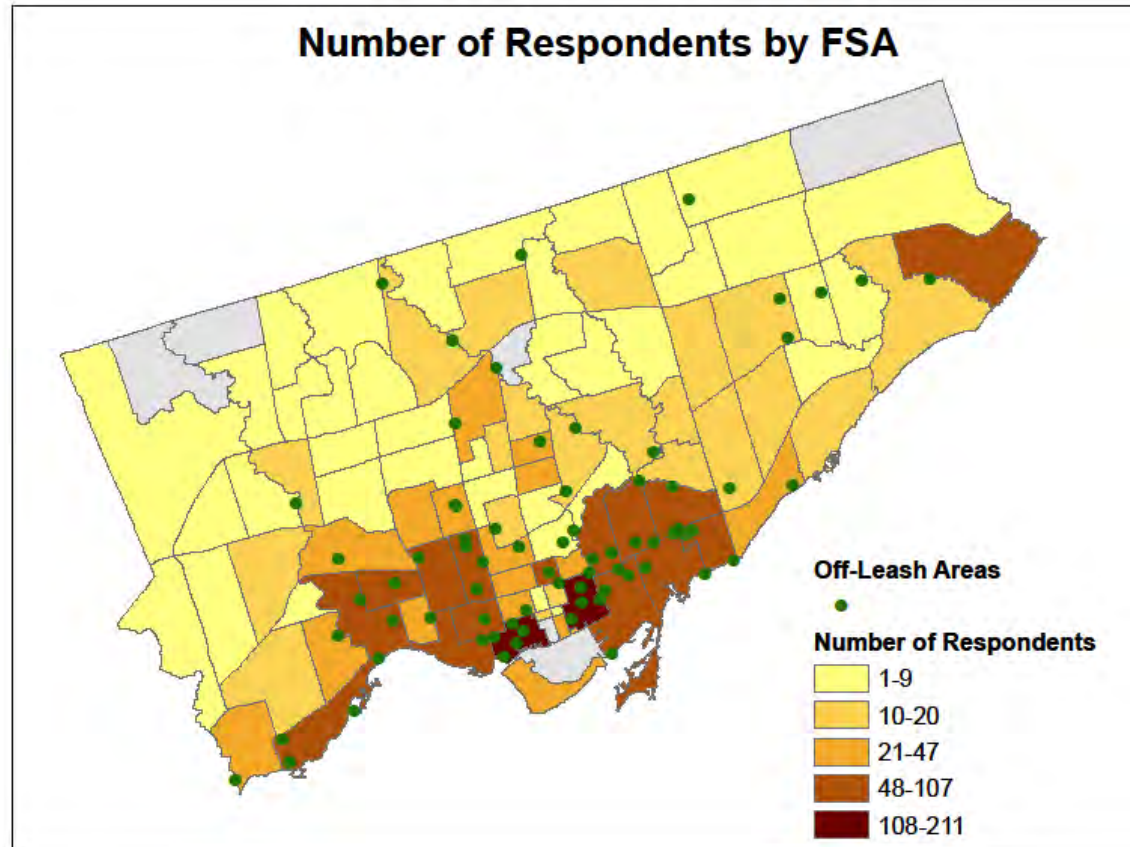 Number of Respondents by FSA
Off-Leash Areas
Number of Respondents
1-9
10-20
21-47
48-107
108-211